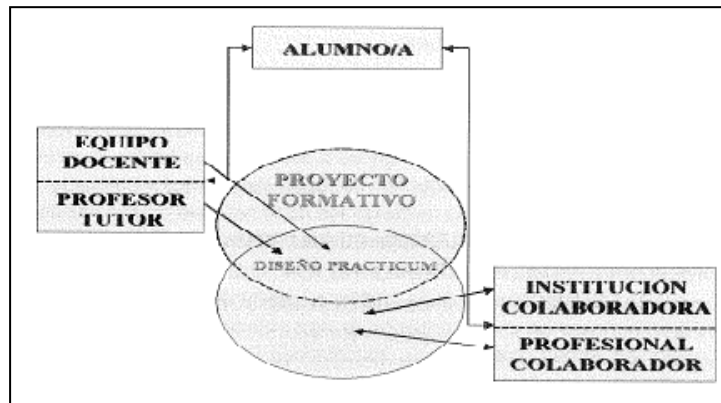 ALUMNO/A
EQUIPO
DOCENTE
PROFESOR
TUTOR
PROYECTO
FORMATIVO
DISEÑO PRACTICUM
INSTITUCIÓN
COLABORADORA
PROFESIONAL
COLABORADOR